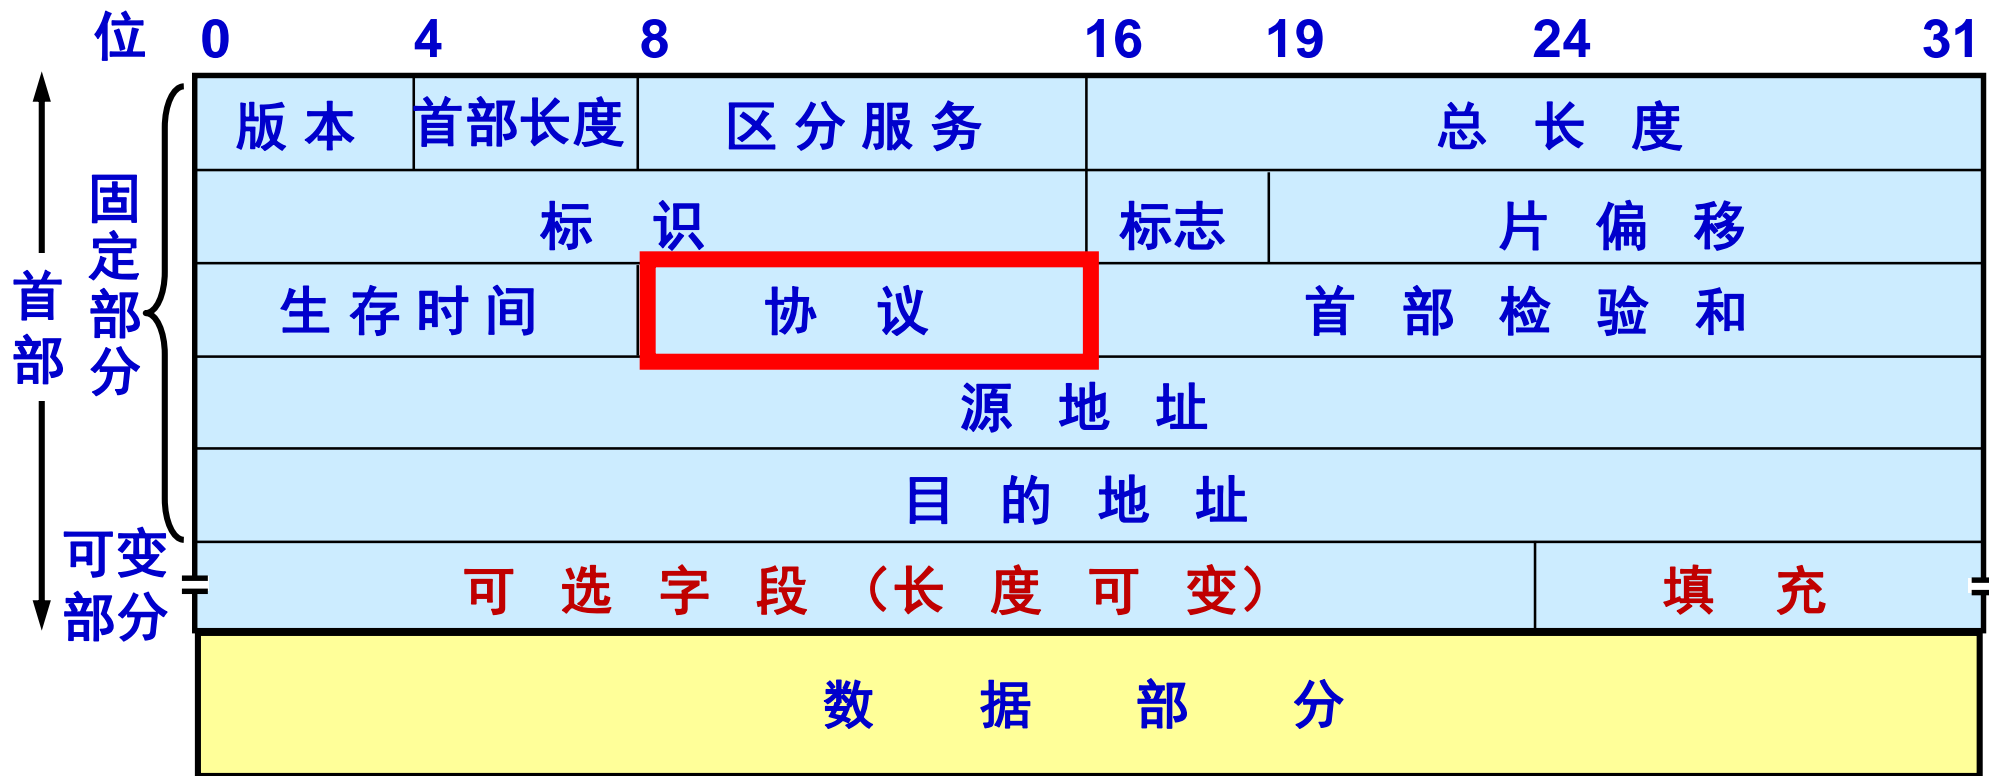 位 0 4 8 16 19 24 31
版 本 首部长度 区 分 服 务 总 长 度
标 识 标志 片 偏 移
生 存 时 间 协 议 首 部 检 验 和
源 地 址
目 的 地 址
可 选 字 段 （长 度 可 变） 填 充
数 据 部 分
首部
固定部分
可变
部分